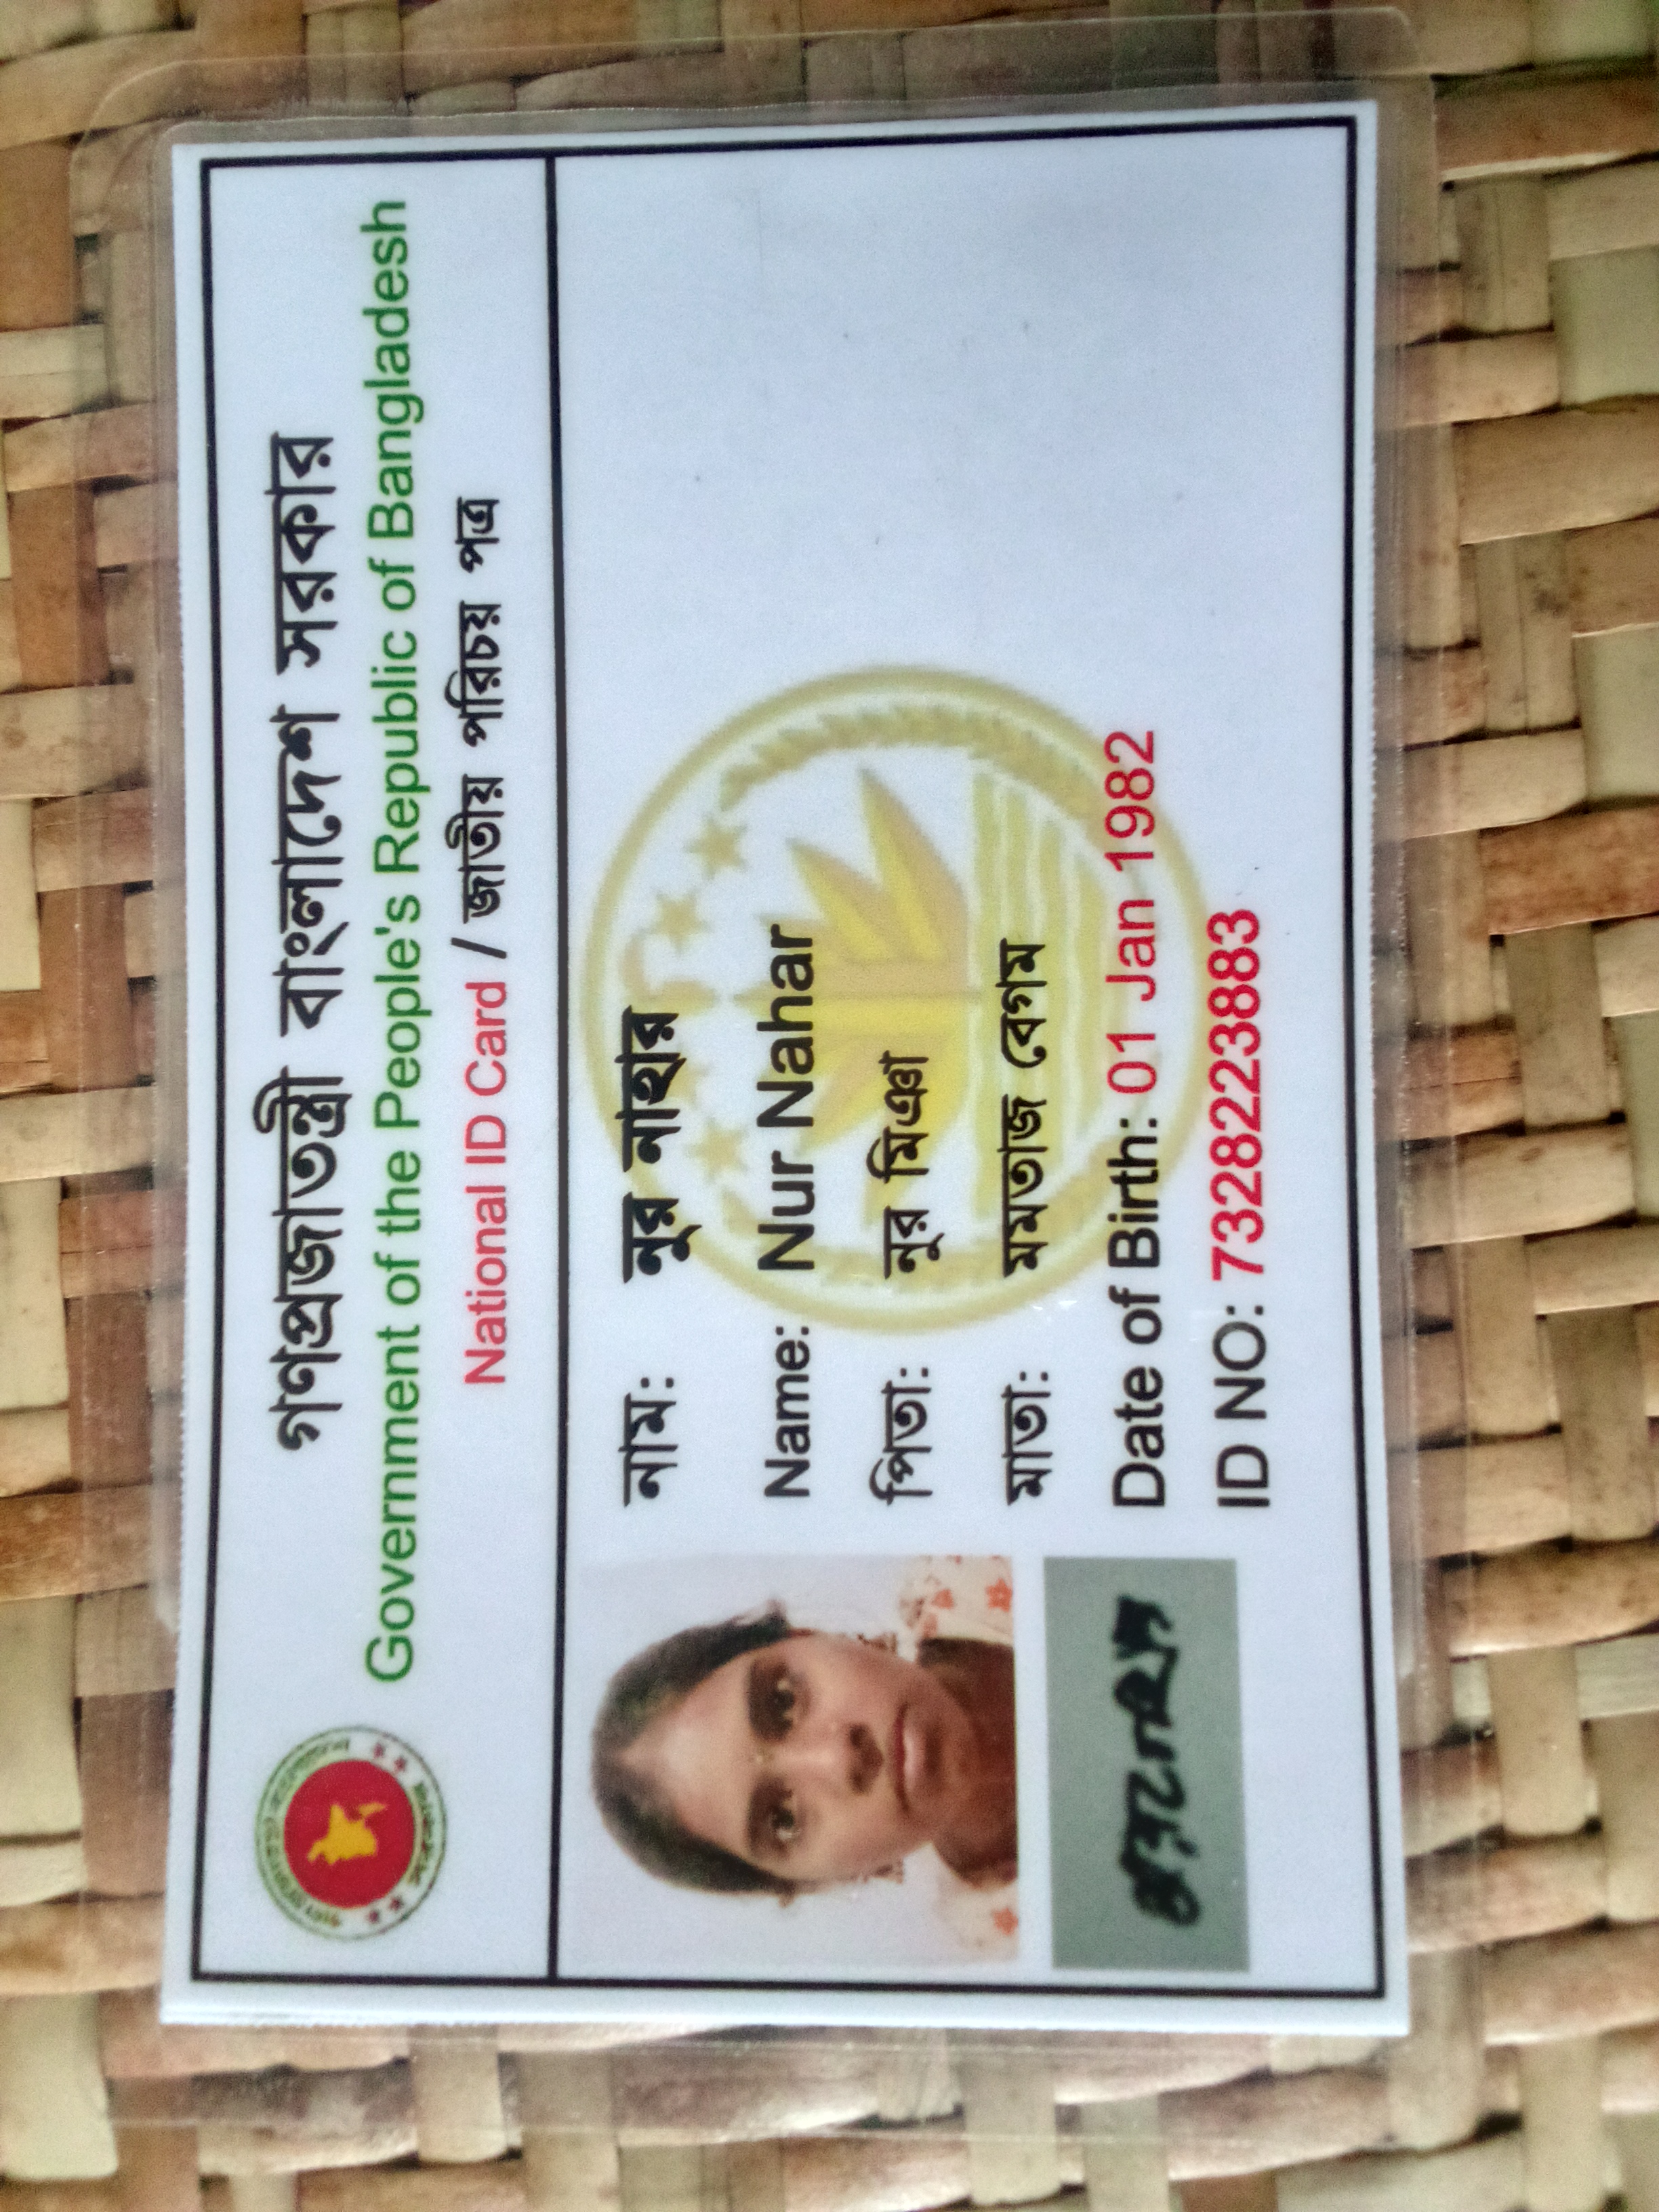 গণপ্রজাতন্ত্রী বাংলাদেশ সরকার
Government of the People's Republic of Bangladesh
National ID Card / জাতীয় পরিচয় পত্র
নাম: নূর নাহার
Name: Nur Nahar
পিতা: নূর মিঞা
মাতা: মমতাজ বেগম
Date of Birth: 01 Jan 1982
ID NO: 7328223883